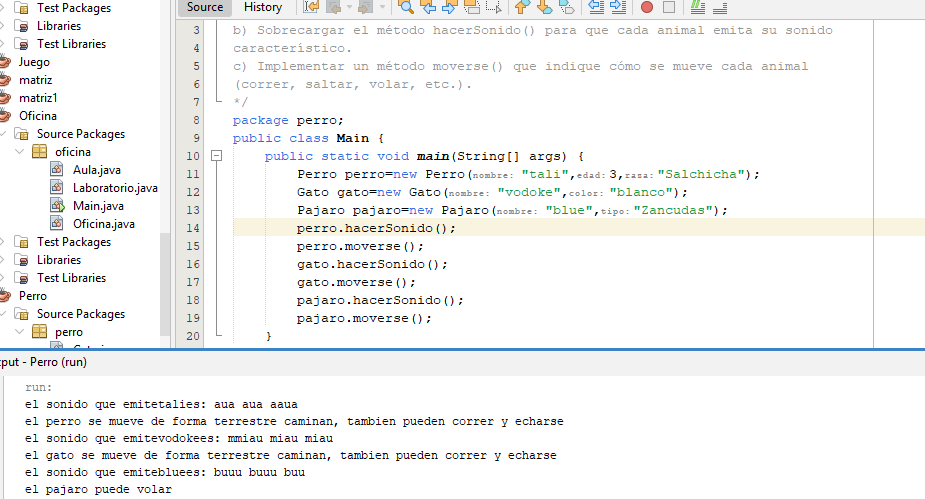 Test Packages
Libraries
Test Libraries
Juego
matriz
matriz1
Oficina
Source Packages
oficina
Aula.java
Laboratorio.java
Main.java
Oficina.java
Test Packages
Libraries
Test Libraries
Perro
Source Packages
perro
Source History
3 b) Sobrecargar el método hacerSonido() para que cada animal emita su sonido
4 característico.
5 c) Implementar un método moverse() que indique cómo se mueve cada animal
6 (correr, saltar, volar, etc.).
7 */
8 package perro;
9 public class Main {
10 public static void main(String[] args) {
11 Perro perro=new Perro(nombre: "tali",edad:3,raza:"Salchicha");
12 Gato gato=new Gato(nombre: "vodoke",color:"blanco");
13 Pajaro pajaro=new Pajaro(nombre: "blue",tipo:"Zancudas");
14 perro.hacerSonido();
15 perro.moverse();
16 gato.hacerSonido();
17 gato.moverse();
18 pajaro.hacerSonido();
19 pajaro.moverse();
20 }
put - Perro (run)
run:
el sonido que emitetalies: aua aua aaua
el perro se mueve de forma terrestre caminan, tambien pueden correr y echarse
el sonido que emitevodokees: mmiau miau miau
el gato se mueve de forma terrestre caminan, tambien pueden correr y echarse
el sonido que emitebluees: buuu buuu buu
el pajaro puede volar